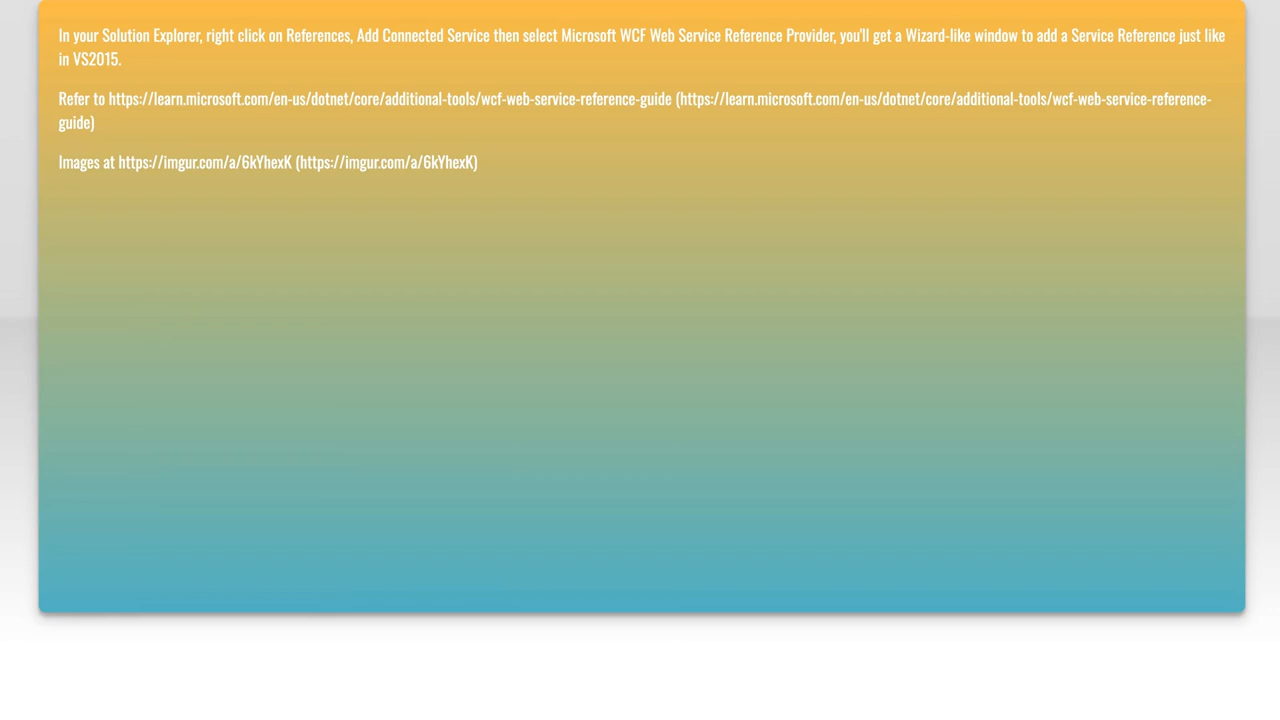 In your Solution Explorer, right click on References, Add Connected Service then select Microsoft WCF Web Service Reference Provider, you'll get a Wizard-like window to add a Service Reference just like
in VS2015.
Refer to https://learn.microsoft.com/en-us/dotnet/core/additional-tools/wcf-web-service-reference-guide (https://learn.microsoft.com/en-us/dotnet/core/additional-tools/wcf-web-service-reference-
guide)
Images at https://imgur.com/a/6kYhexK (https://imgur.com/a/6kYhexK)